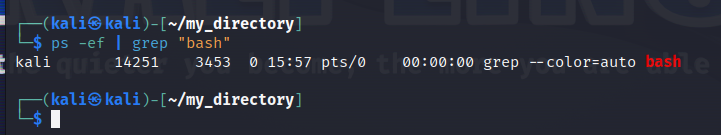 ┌──(kali㉿kali)-[~/my_directory]
└─$ ps -ef | grep "bash"
kali       14251    3453  0 15:57 pts/0    00:00:00 grep --color=auto bash

┌──(kali㉿kali)-[~/my_directory]
└─$